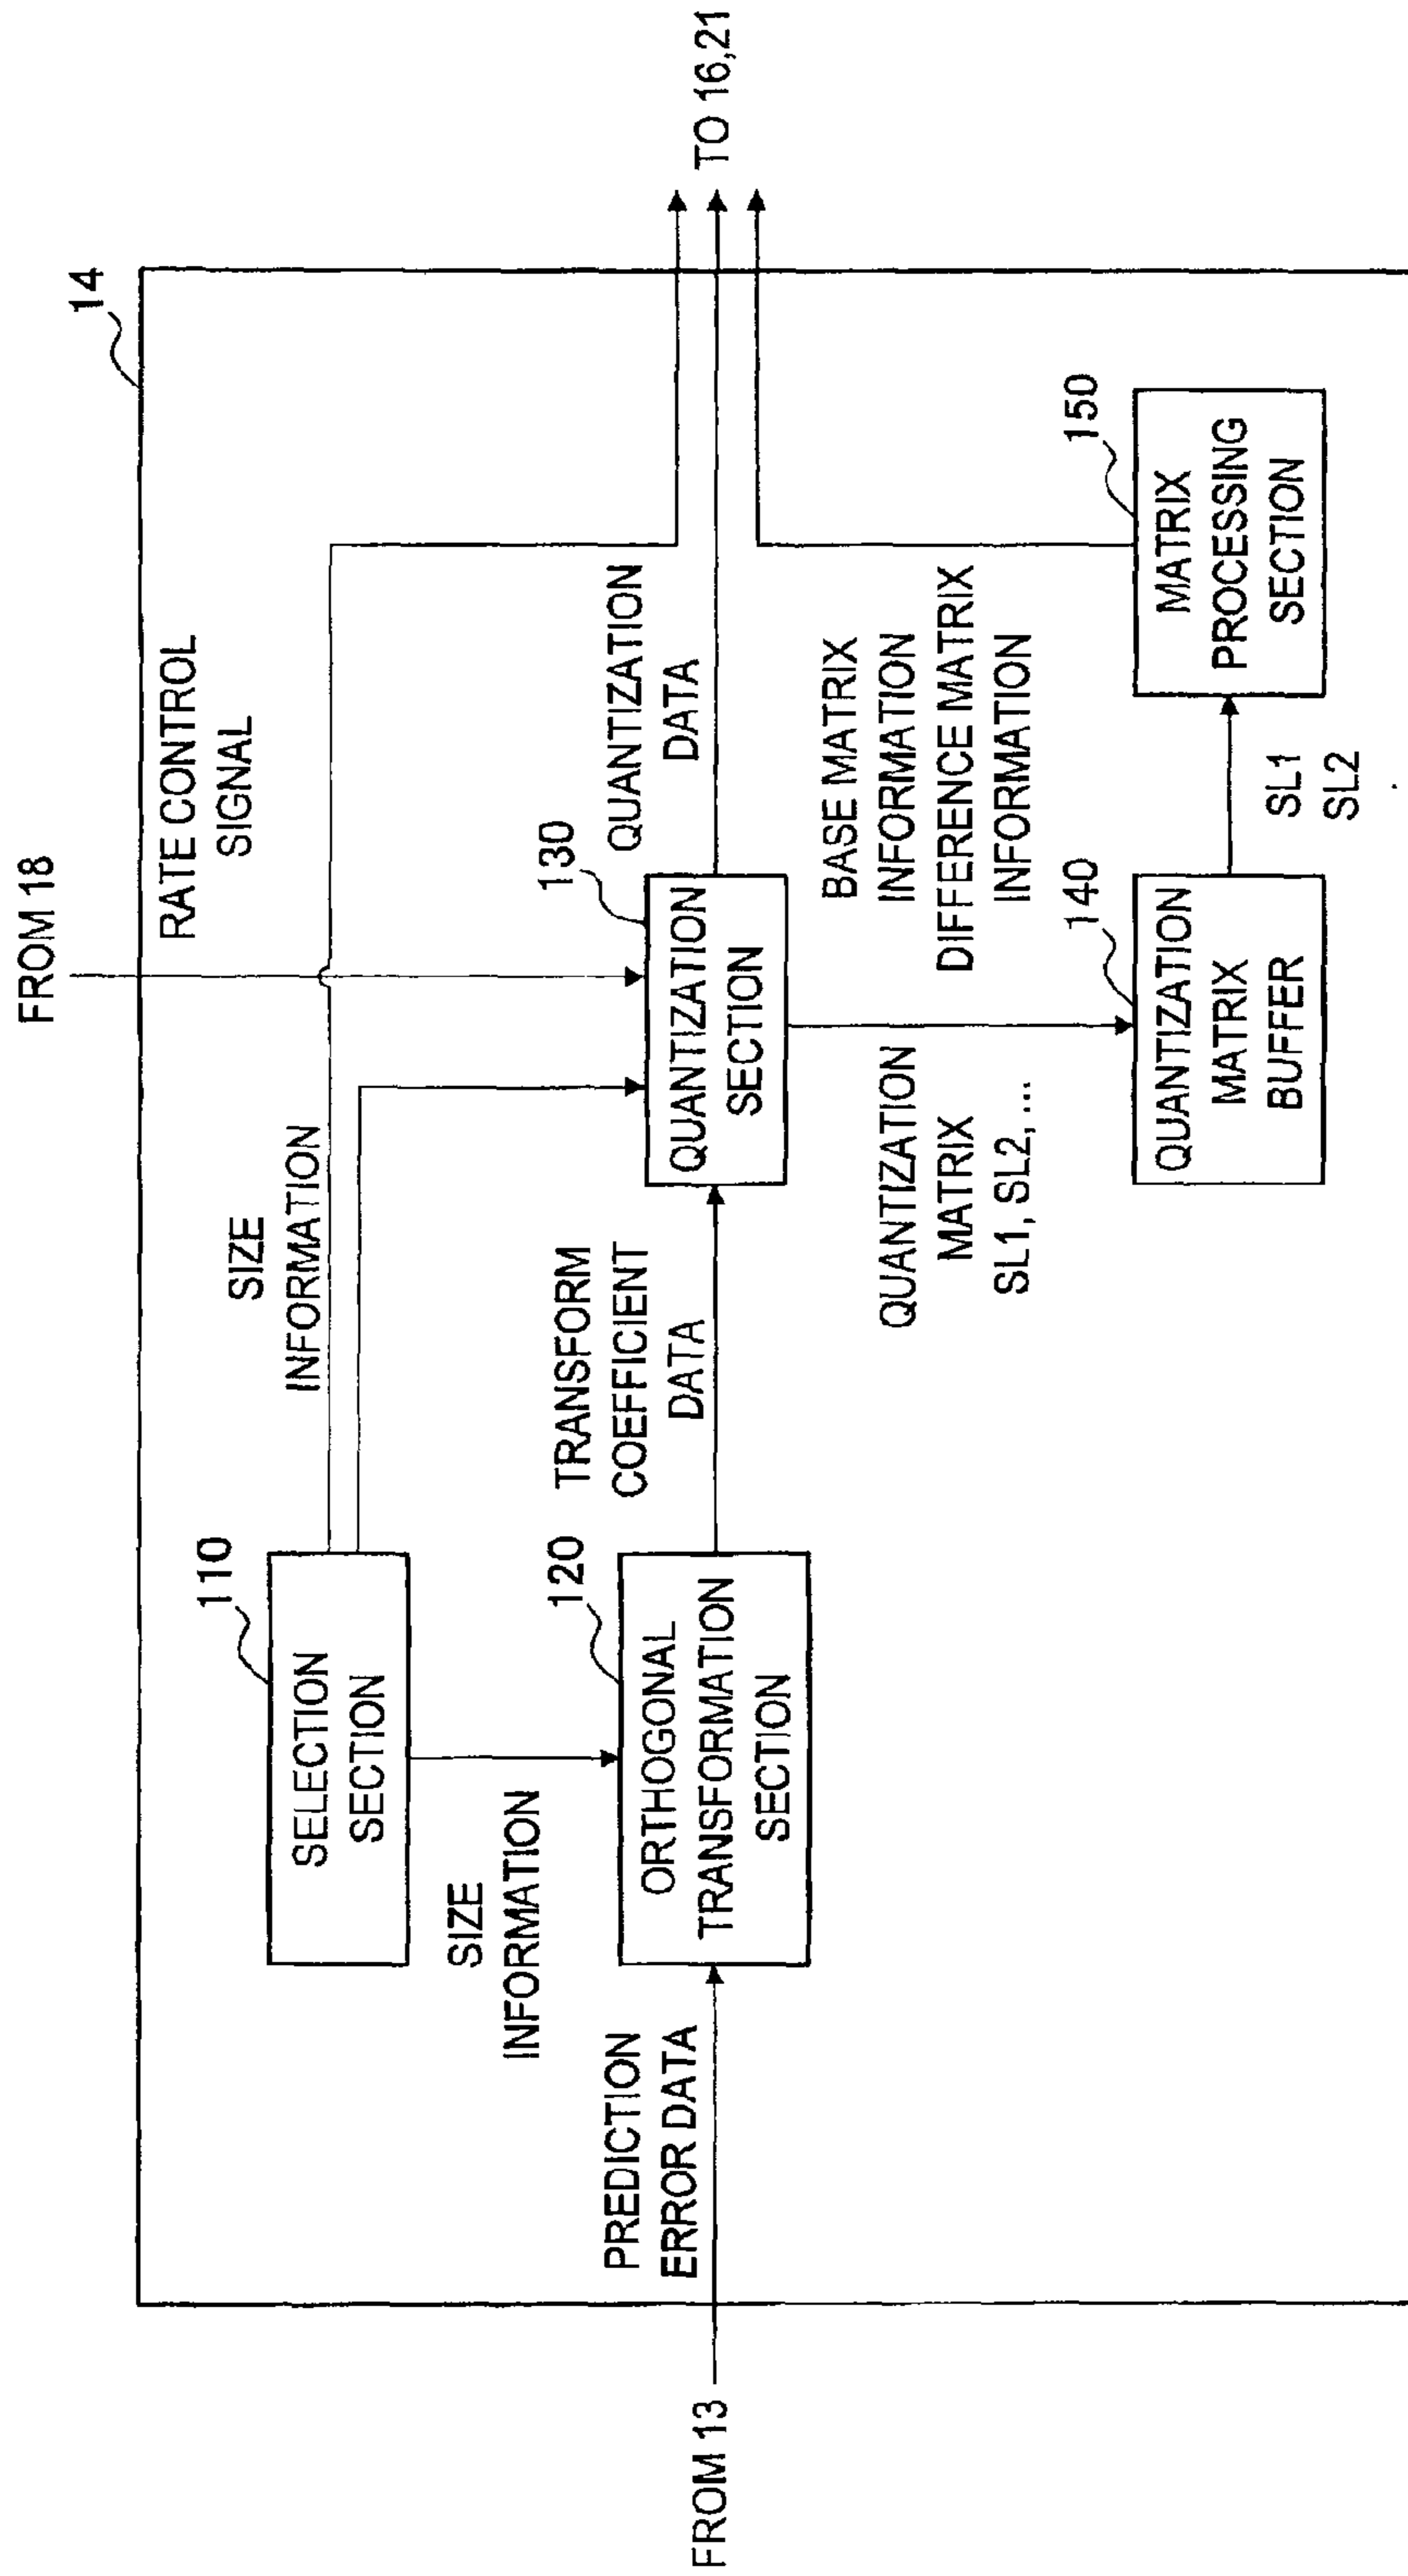 FROM 18
14
RATE CONTROL
SIGNAL
110
SELECTION
SECTION
SIZE
INFORMATION
SIZE
INFORMATION
FROM 13
PREDICTION
ERROR DATA
120
ORTHOGONAL
TRANSFORMATION
SECTION
TRANSFORM
COEFFICIENT
DATA
130
QUANTIZATION
SECTION
QUANTIZATION
DATA
TO 16,21
QUANTIZATION
MATRIX
SL1, SL2, ...
BASE MATRIX
INFORMATION
DIFFERENCE MATRIX
INFORMATION
140
QUANTIZATION
MATRIX
BUFFER
SL1
SL2
150
MATRIX
PROCESSING
SECTION